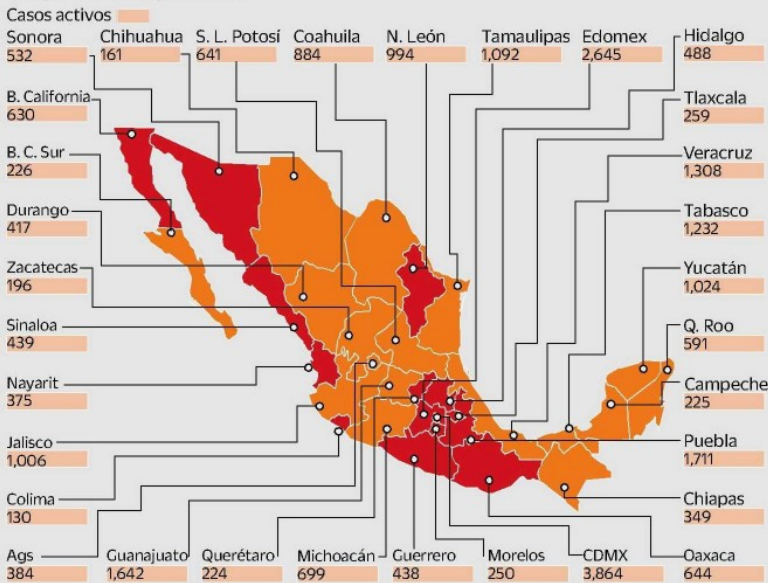 Casos activos
Sonora
532
Chihuahua
161
S. L. Potosí
641
Coahuila
884
N. León
994
Tamaulipas
1,092
Edomex
2,645
Hidalgo
488
B. California
630
Tlaxcala
259
B. C. Sur
226
Veracruz
1,308
Durango
417
Tabasco
1,232
Zacatecas
196
Yucatán
1,024
Sinaloa
439
Q. Roo
591
Nayarit
375
Campeche
225
Jalisco
1,006
Puebla
1,711
Colima
130
Chiapas
349
Ags
384
Guanajuato
1,642
Querétaro
224
Michoacán
699
Guerrero
438
Morelos
250
CDMX
3,864
Oaxaca
644